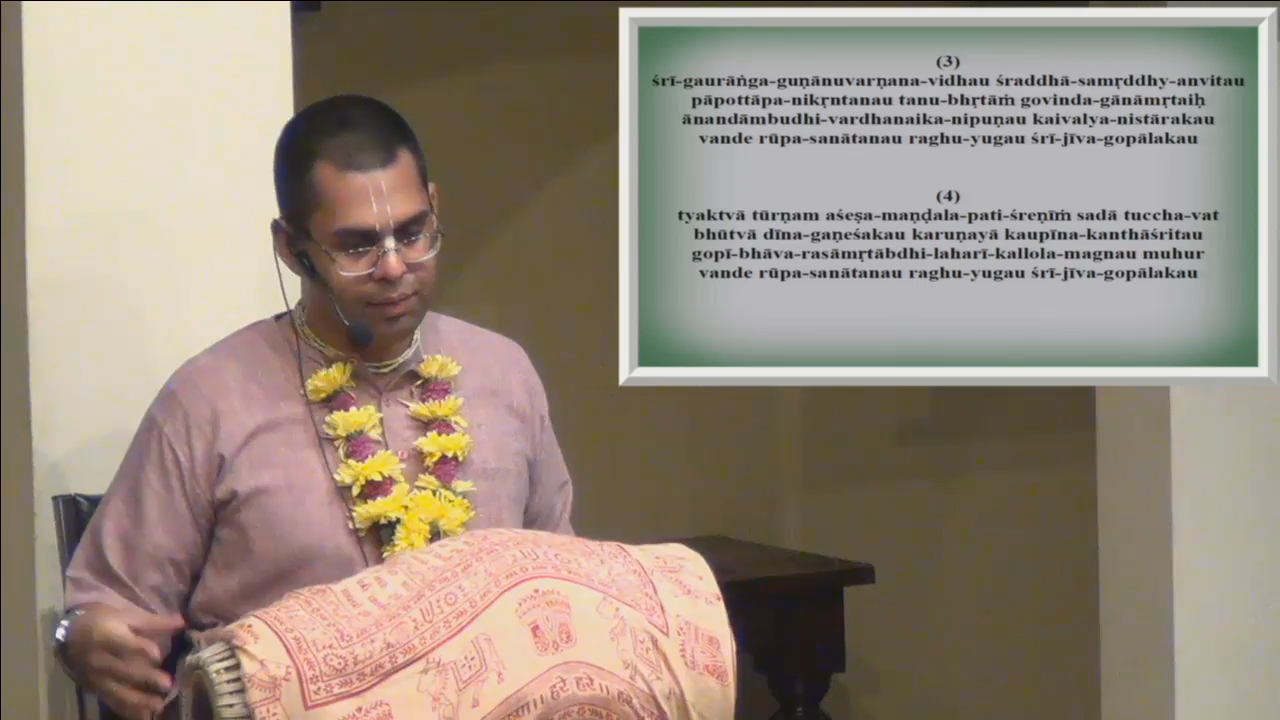 (3)
śrī-gaurāṅga-guṇānuvarṇana-vidhau śraddhā-samṛddhy-anvitau
pāpottāpa-nikṛntanau tanu-bhṛtāṁ govinda-gānāmṛtaiḥ
ānandāmbudhi-vardhanaika-nipuṇau kaivalya-nistārakau
vande rūpa-sanātanau raghu-yugau śrī-jīva-gopālakau
(4)
tyaktvā tūrṇam aśeṣa-maṇḍala-pati-śreṇīṁ sadā tuccha-vat
bhūtvā dīna-gaṇeśakau karuṇayā kaupīna-kanthāśritau
gopī-bhāva-rasāmṛtābdhi-laharī-kallola-magnau muhur
vande rūpa-sanātanau raghu-yugau śrī-jīva-gopālakau
।। हरे हरे ।। हरे